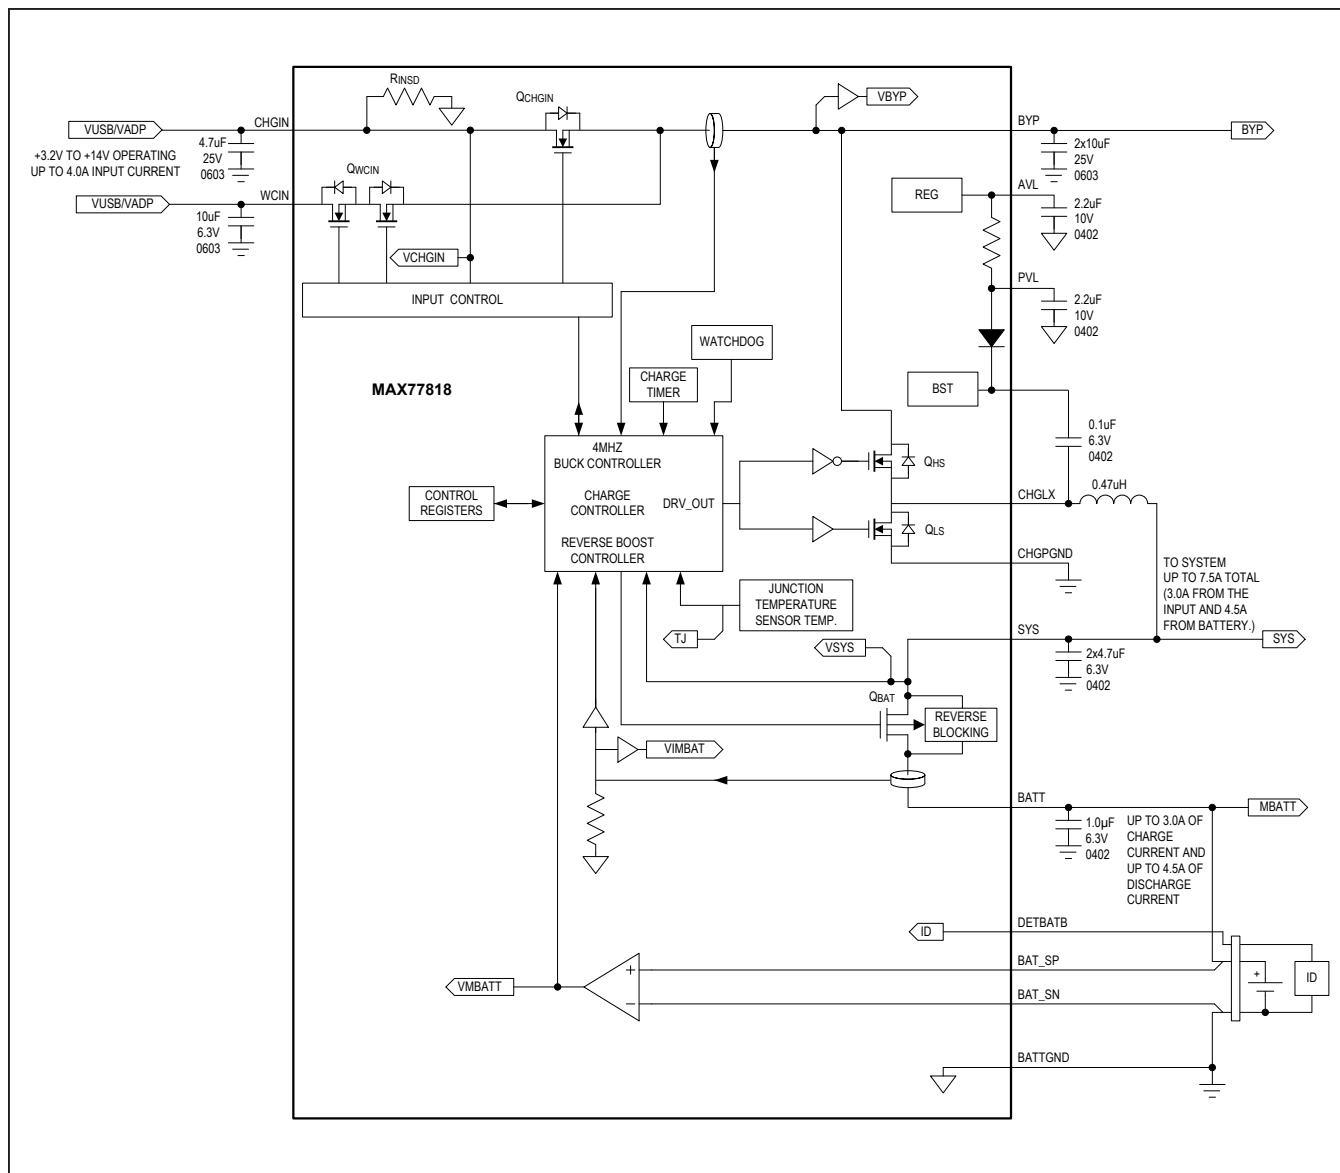 RINSD
QCHGIN
VBYP
VUSB/VADP
CHGIN
BYP
BYP
+3.2V TO +14V OPERATING
UP TO 4.0A INPUT CURRENT
4.7uF
25V
0603
2x10uF
25V
0603
QWCIN
WCIN
VUSB/VADP
10uF
6.3V
0603
REG
AVL
2.2uF
10V
0402
VCHGIN
INPUT CONTROL
PVL
2.2uF
10V
0402
WATCHDOG
MAX77818
CHARGE
TIMER
BST
0.1uF
6.3V
0402
4MHZ
BUCK CONTROLLER
CHARGE
CONTROLLER
REVERSE BOOST
CONTROLLER
DRV_OUT
QHS
CONTROL
REGISTERS
CHGLX
0.47uH
QLS
CHGPGND
TO SYSTEM
UP TO 7.5A TOTAL
(3.0A FROM THE
INPUT AND 4.5A
FROM BATTERY.)
JUNCTION
TEMPERATURE
SENSOR TEMP.
TJ
VSYS
SYS
SYS
2x4.7uF
6.3V
0402
QBAT
REVERSE
BLOCKING
VIMBAT
BATT
MBATT
1.0µF
6.3V
0402
UP TO 3.0A OF
CHARGE
CURRENT AND
UP TO 4.5A OF
DISCHARGE
CURRENT
ID
DETBATB
BAT_SP
+
+
ID
VMBATT
−
BAT_SN
BATTGND